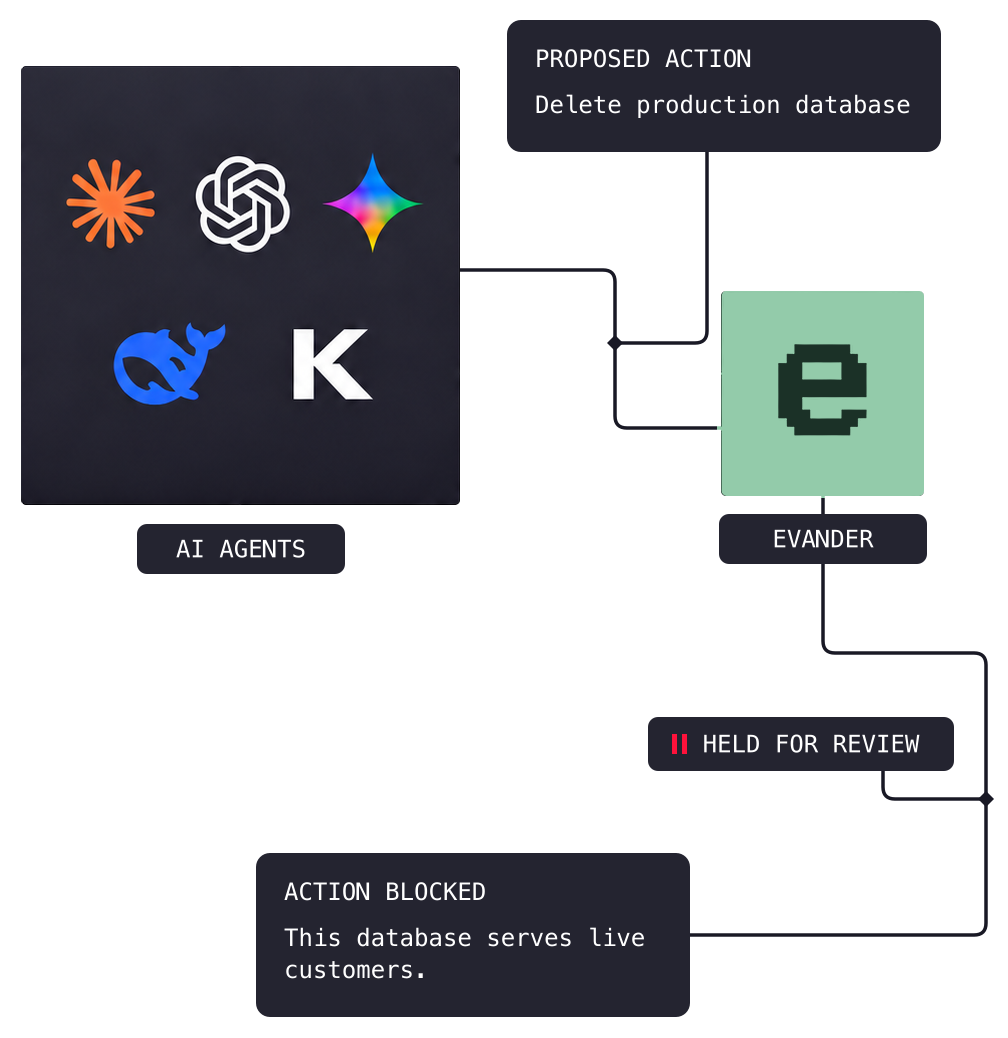 PROPOSED ACTION
Delete production database
K
e
AI AGENTS
EVANDER
HELD FOR REVIEW
ACTION BLOCKED
This database serves live
customers.